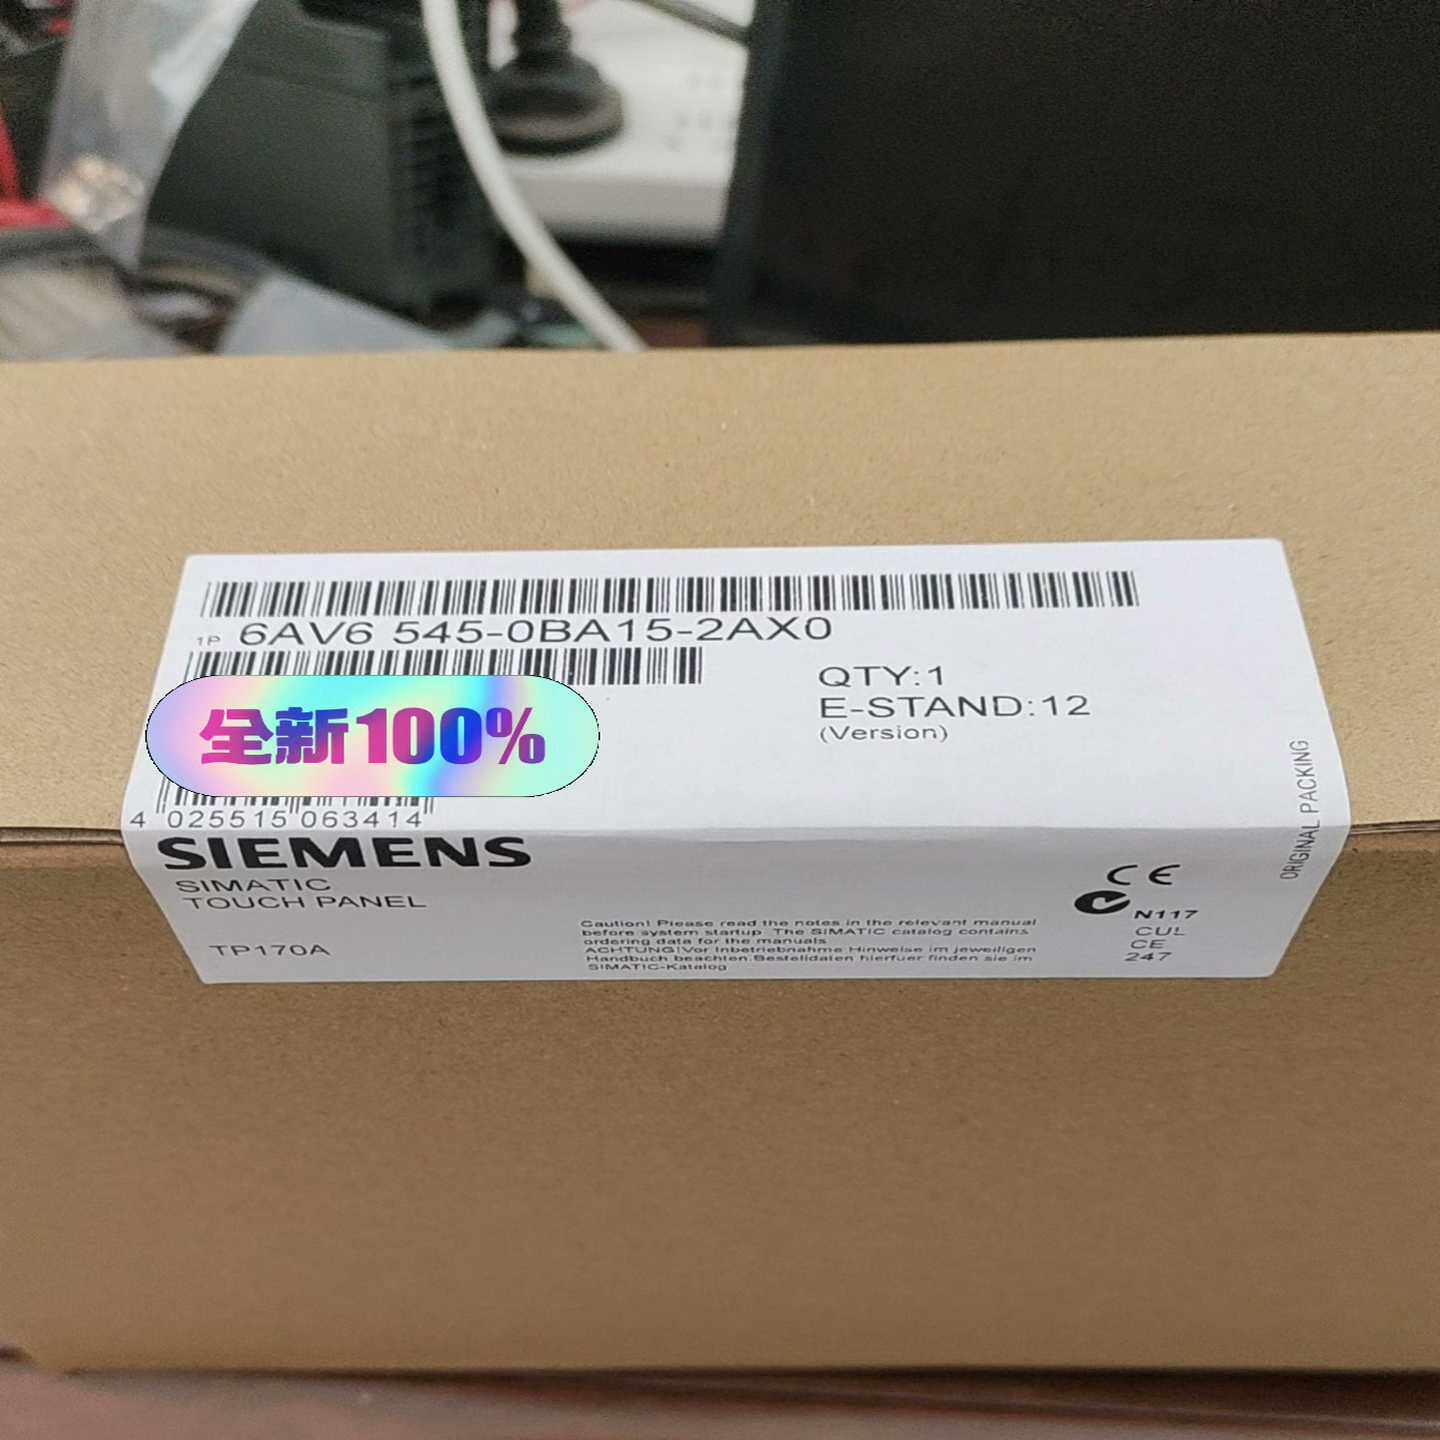 1P 6AV6 545-0BA15-2AX0
QTY:1
E-STAND:12
(Version)
全新100%
4 025515 063414
SIEMENS
SIMATIC
TOUCH PANEL
TP170A
Caution! Please read the notes in the relevant manual
before system startup. The SIMATIC catalog contains
ordering data for the manuals
ACHTUNG!Vor Inbetriebnahme Hinweise im jeweiligen
Handbuch beachten.Bestelldaten hierfuer finden sie im
SIMATIC-Katalog
CE
N117
CUL
CE
247
ORIGINAL PACKING